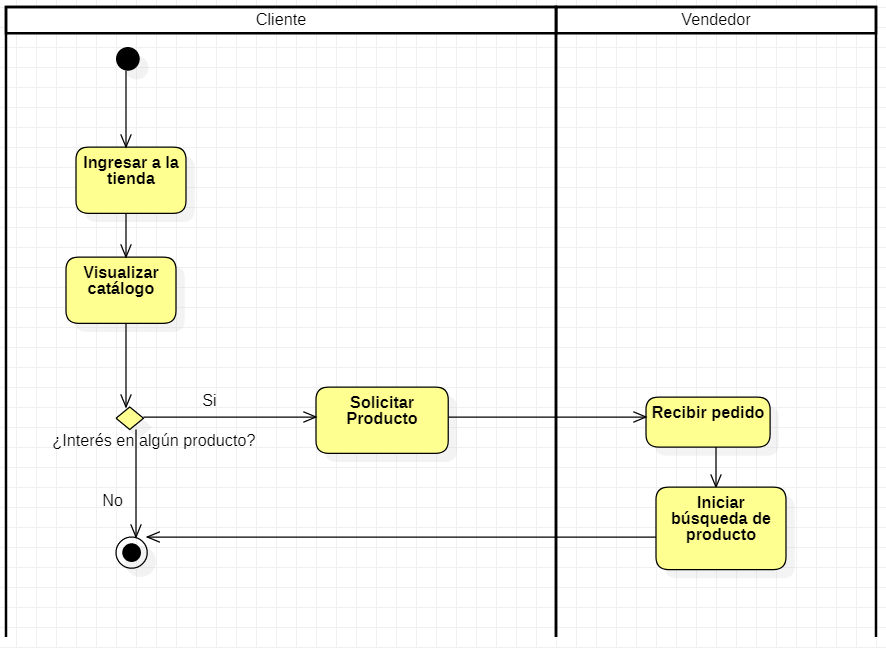 Cliente
Vendedor
Ingresar a la
tienda
Visualizar
catálogo
Si
Solicitar
Producto
Recibir pedido
¿Interés en algún producto?
No
Iniciar
búsqueda de
producto